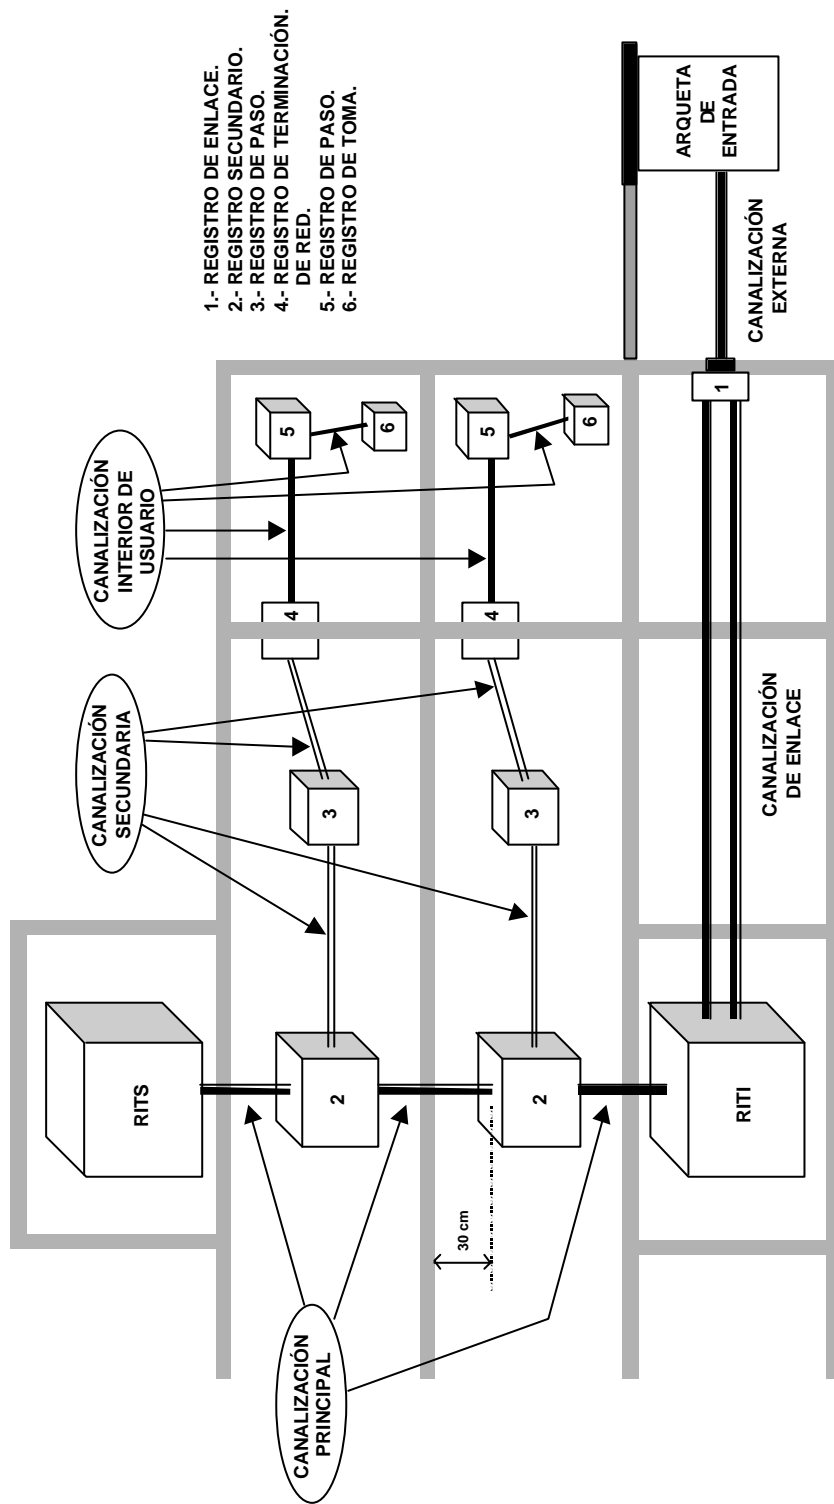 CANALIZACIÓN
PRINCIPAL
CANALIZACIÓN
SECUNDARIA
CANALIZACIÓN
INTERIOR DE
USUARIO
1.- REGISTRO DE ENLACE.
2.- REGISTRO SECUNDARIO.
3.- REGISTRO DE PASO.
4.- REGISTRO DE TERMINACIÓN.
DE RED.
5.- REGISTRO DE PASO.
6.- REGISTRO DE TOMA.
RITS
2
3
4
5
6
30 cm
2
3
4
5
6
RITI
CANALIZACIÓN
DE ENLACE
1
CANALIZACIÓN
EXTERNA
ARQUETA
DE
ENTRADA